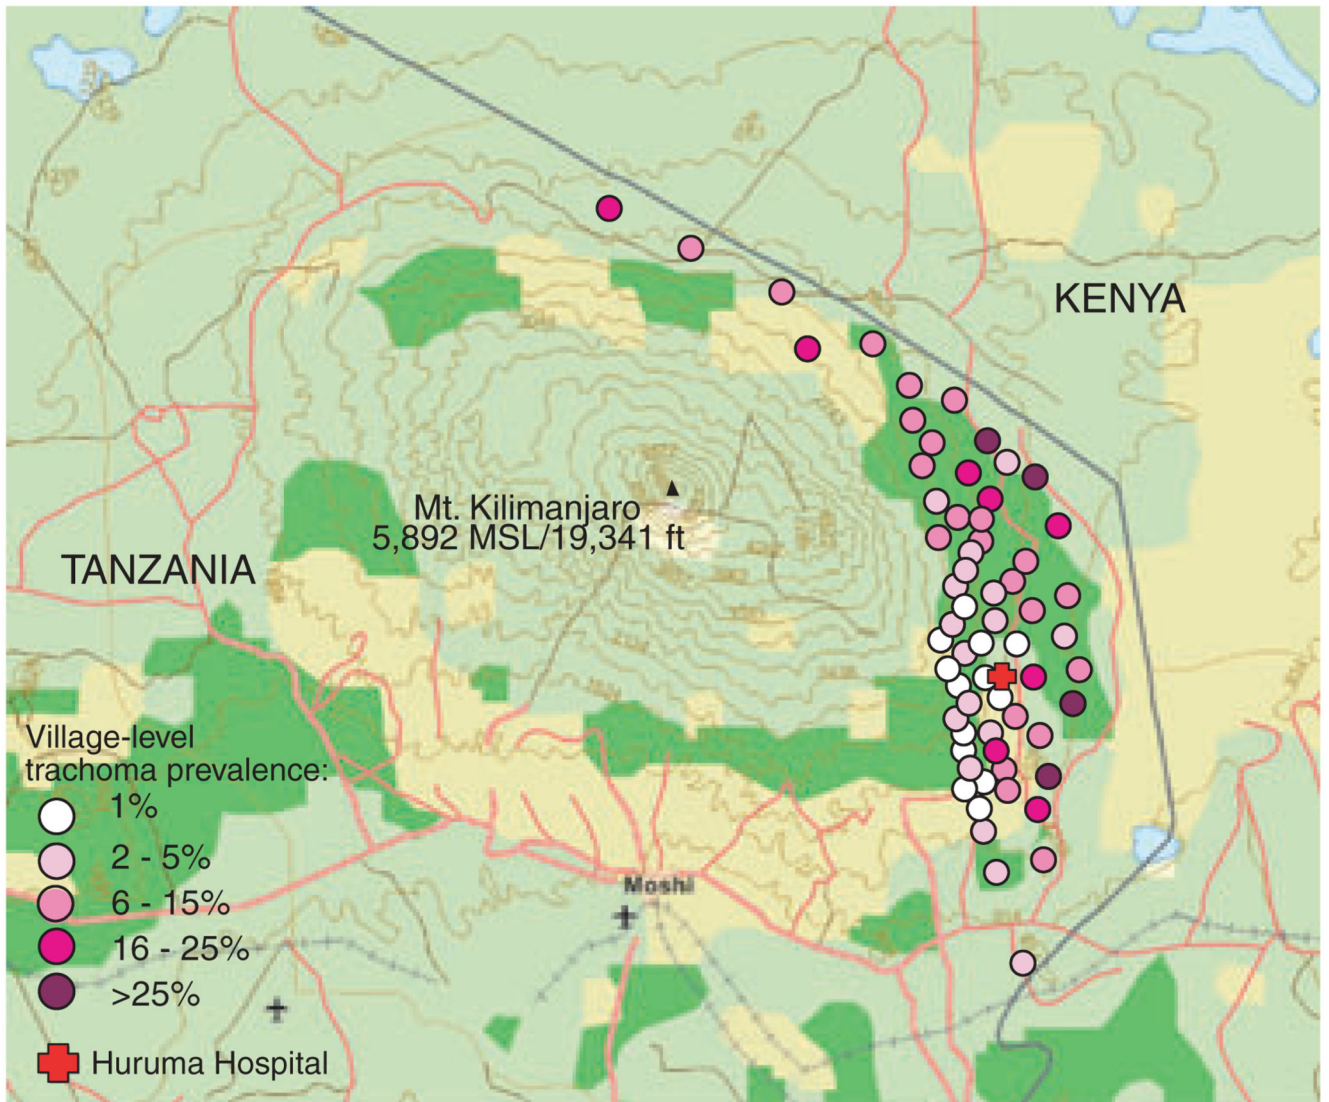 KENYA
Mt. Kilimanjaro
5,892 MSL/19,341 ft
TANZANIA
Village-level
trachoma prevalence:
1%
2 - 5%
6 - 15%
16 - 25%
>25%
Huruma Hospital
Moshi